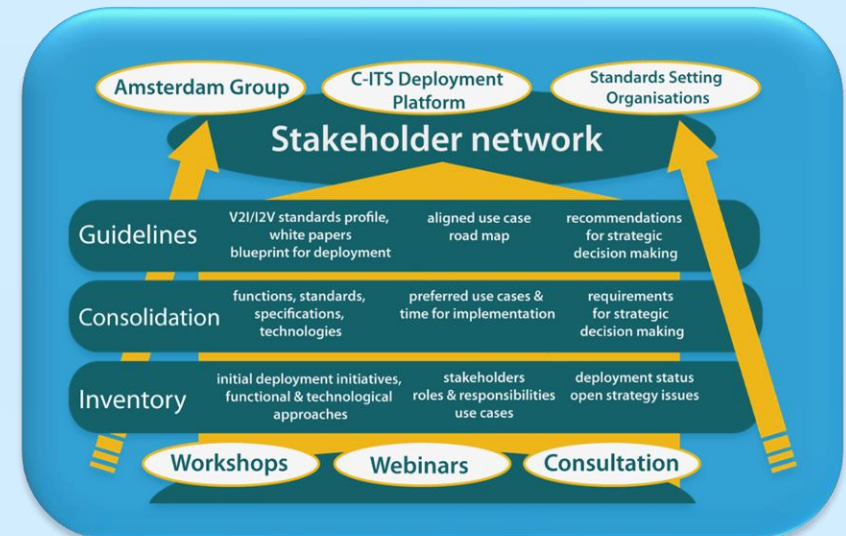 Amsterdam Group
C-ITS Deployment
Platform
Standards Setting
Organisations
Stakeholder network
Guidelines
V2I/I2V standards profile,
white papers
blueprint for deployment
aligned use case
road map
recommendations
for strategic
decision making
Consolidation
functions, standards,
specifications,
technologies
preferred use cases &
time for implementation
requirements
for strategic
decision making
Inventory
initial deployment initiatives,
functional & technological
approaches
stakeholders
roles & responsibilities
use cases
deployment status
open strategy issues
Workshops
Webinars
Consultation